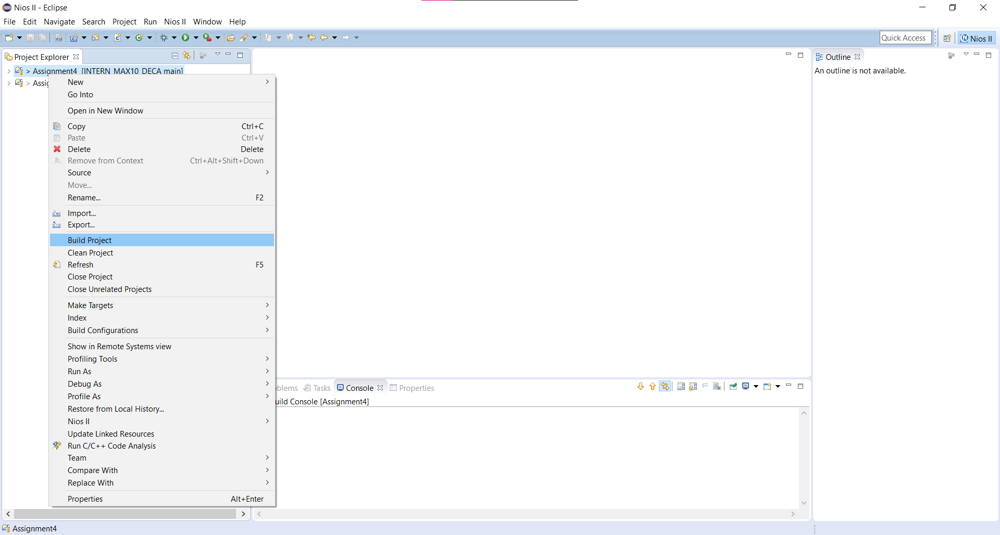 Nios II - Eclipse
File Edit Navigate Search Project Run Nios II Window Help
Quick Access
Nios II
Project Explorer
> Assignment4 [INTERN_MAX10_DECA main]
>
New
Go Into
Open in New Window
Copy Ctrl+C
Paste Ctrl+V
Delete Delete
Remove from Context Ctrl+Alt+Shift+Down
Source
Move...
Rename... F2
Import...
Export...
Build Project
Clean Project
Refresh F5
Close Project
Close Unrelated Projects
Make Targets
Index
Build Configurations
Show in Remote Systems view
Profiling Tools
Run As
Debug As
Profile As
Restore from Local History...
Nios II
Update Linked Resources
Run C/C++ Code Analysis
Team
Compare With
Replace With
Properties Alt+Enter
Outline
An outline is not available.
oblems Tasks Console Properties
uild Console [Assignment4]
Assignment4